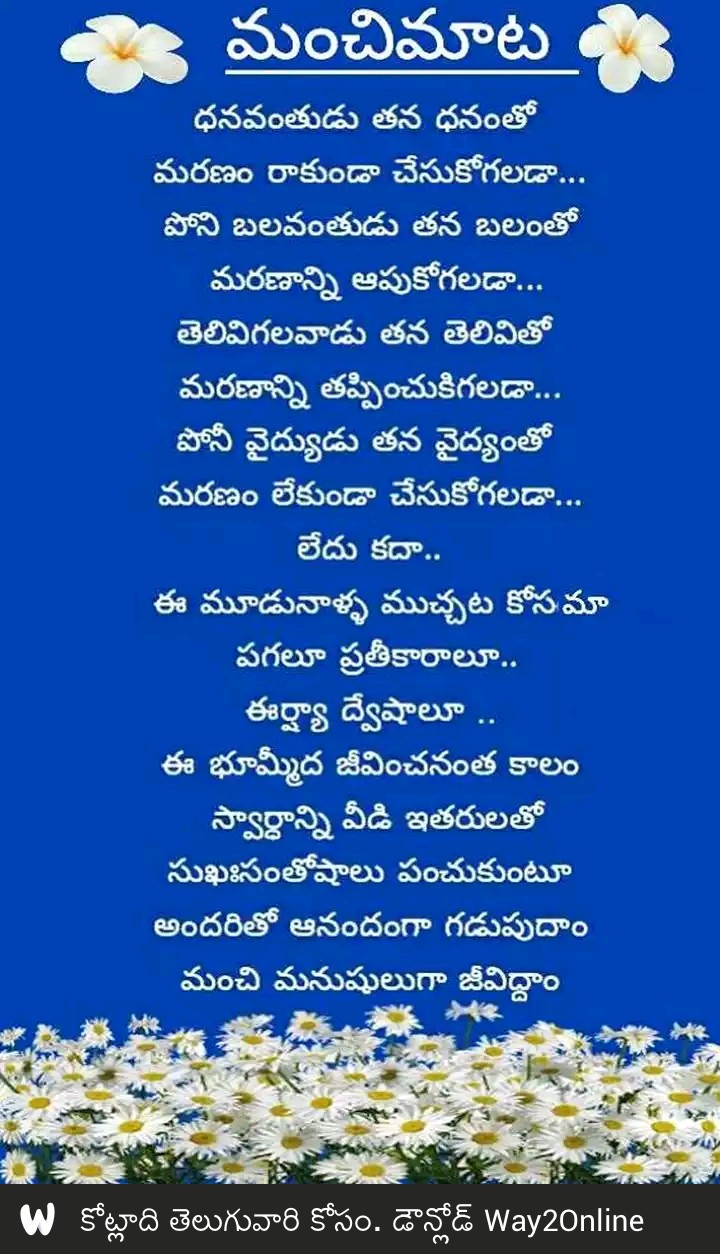 మంచిమాట
ధనవంతుడు తన ధనంతో
మరణం రాకుండా చేసుకోగలడా...
పోని బలవంతుడు తన బలంతో
మరణాన్ని ఆపుకోగలడా...
తెలివిగలవాడు తన తెలివితో
మరణాన్ని తప్పించుకిగలడా...
పోనీ వైద్యుడు తన వైద్యంతో
మరణం లేకుండా చేసుకోగలడా...
లేదు కదా..
ఈ మూడునాళ్ళ ముచ్చట కోసమా
పగలూ ప్రతీకారాలూ..
ఈర్ష్యా ద్వేషాలూ ..
ఈ భూమ్మీద జీవించనంత కాలం
స్వార్ధాన్ని వీడి ఇతరులతో
సుఖఃసంతోషాలు పంచుకుంటూ
అందరితో ఆనందంగా గడుపుదాం
మంచి మనుషులుగా జీవిద్దాం
W కోట్లాది తెలుగువారి కోసం. డౌన్లోడ్ Way2Online